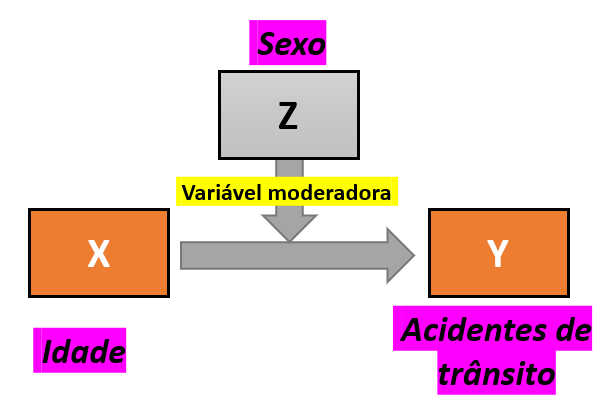 Sexo
Z
Variável moderadora
X
Y
Idade
Acidentes de
trânsito